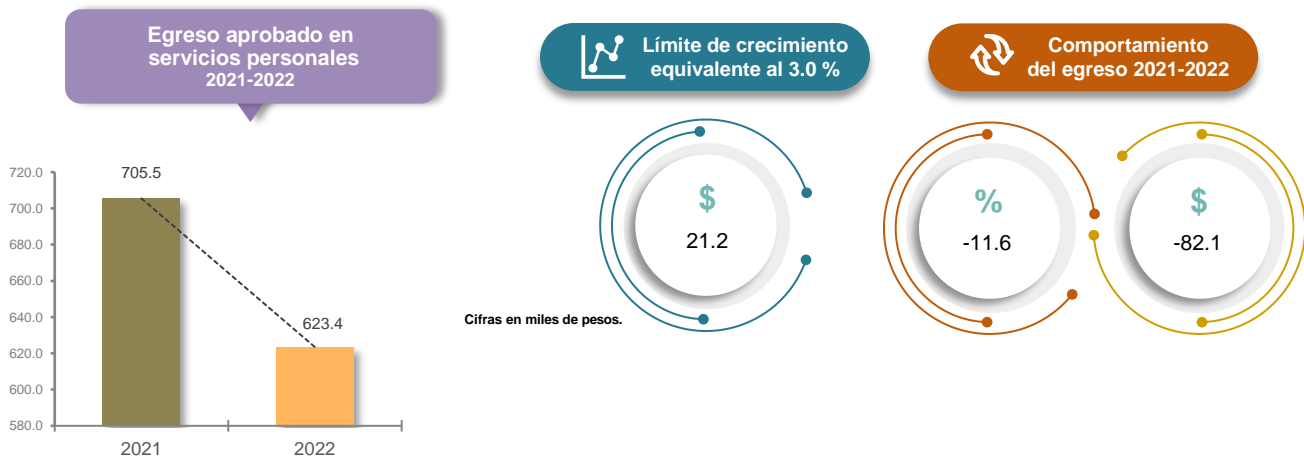 Egreso aprobado en
servicios personales
2021-2022
Límite de crecimiento
equivalente al 3.0 %
Comportamiento
del egreso 2021-2022
720.0
700.0
680.0
660.0
640.0
620.0
600.0
580.0
705.5
623.4
2021
2022
$
21.2
%
-11.6
$
-82.1
Cifras en miles de pesos.